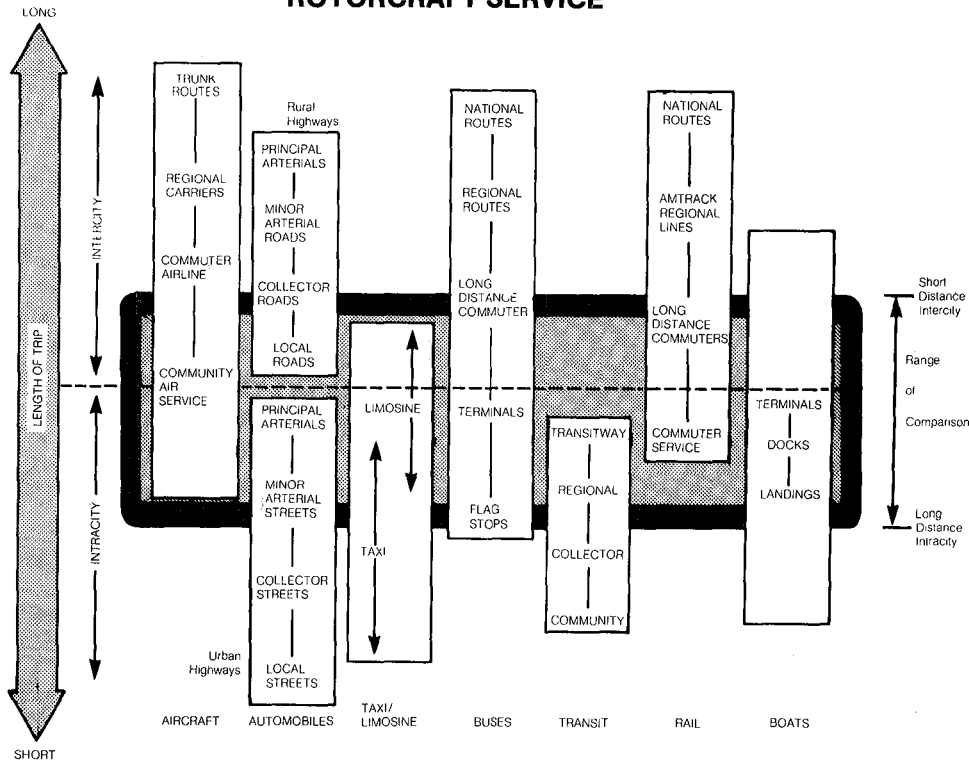 ROTORCRAFT SERVICE
LONG
LENGTH OF TRIP
SHORT
INTERCITY
INTRACITY
TRUNK
ROUTES
REGIONAL
CARRIERS
COMMUTER
AIRLINE
COMMUNITY
AIR
SERVICE
AIRCRAFT
Rural
Highways
PRINCIPAL
ARTERIALS
MINOR
ARTERIAL
ROADS
COLLECTOR
ROADS
LOCAL
ROADS
PRINCIPAL
ARTERIALS
MINOR
ARTERIAL
STREETS
COLLECTOR
STREETS
LOCAL
STREETS
Urban
Highways
AUTOMOBILES
LIMOSINE
TAXI
TAXI/
LIMOSINE
NATIONAL
ROUTES
REGIONAL
ROUTES
LONG
DISTANCE
COMMUTER
TERMINALS
FLAG
STOPS
BUSES
TRANSITWAY
REGIONAL
COLLECTOR
COMMUNITY
TRANSIT
NATIONAL
ROUTES
AMTRACK
REGIONAL
LINES
LONG
DISTANCE
COMMUTERS
COMMUTER
SERVICE
RAIL
TERMINALS
DOCKS
LANDINGS
BOATS
Short
Distance
Intercity
Range
of
Comparison
Long
Distance
Intracity